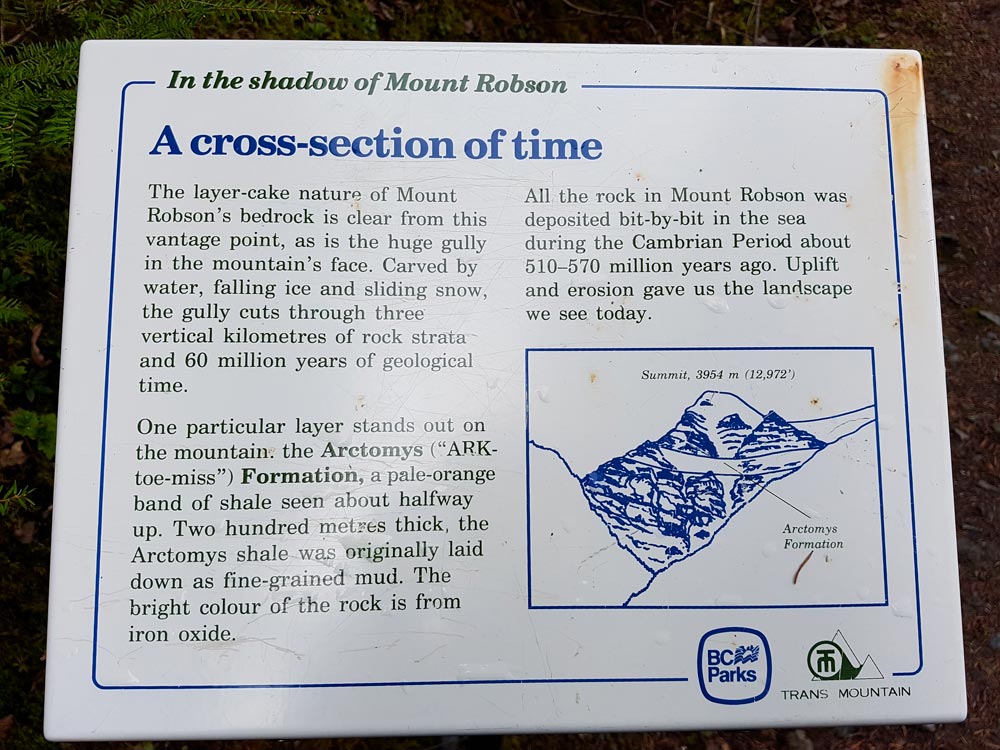 In the shadow of Mount Robson
A cross-section of time
The layer-cake nature of Mount
Robson's bedrock is clear from this
vantage point, as is the huge gully
in the mountain's face. Carved by
water, falling ice and sliding snow,
the gully cuts through three
vertical kilometres of rock strata
and 60 million years of geological
time.
One particular layer stands out on
the mountain: the Arctomys ("ARK-
toe-miss") Formation, a pale-orange
band of shale seen about halfway
up. Two hundred metres thick, the
Arctomys shale was originally laid
down as fine-grained mud. The
bright colour of the rock is from
iron oxide.
All the rock in Mount Robson was
deposited bit-by-bit in the sea
during the Cambrian Period about
510–570 million years ago. Uplift
and erosion gave us the landscape
we see today.
Summit, 3954 m (12,972')
Arctomys
Formation
BC
Parks
TM
TRANS MOUNTAIN